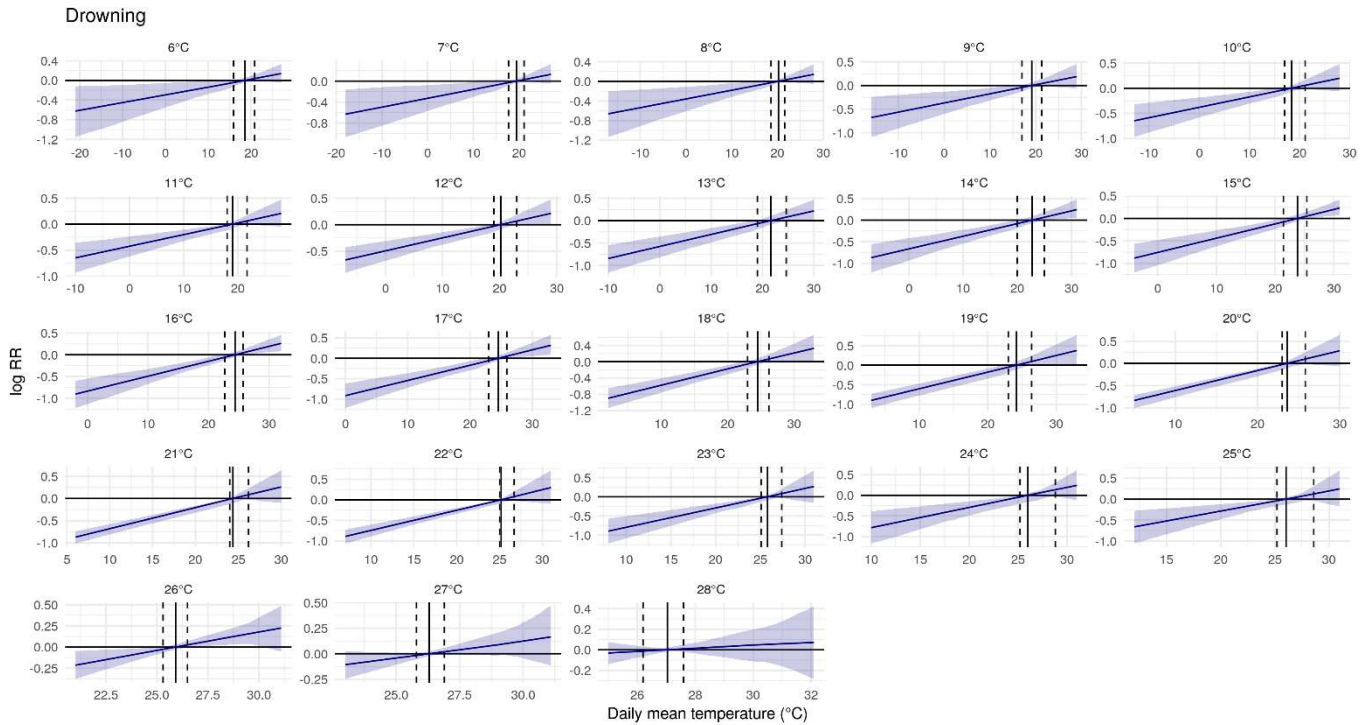 Drowning
6°C 7°C 8°C 9°C 10°C
0.4 0.0 -0.4 -0.8 -1.2
-20 -10 0 10 20
0.0 -0.4 -0.8
-10 0 10 20
0.4 0.0 -0.4 -0.8 -1.2
-10 0 10 20 30
0.5 0.0 -0.5 -1.0
-10 0 10 20 30
0.5 0.0 -0.5 -1.0
-10 0 10 20 30
11°C 12°C 13°C 14°C 15°C
0.5 0.0 -0.5 -1.0
-10 0 10 20
0.5 0.0 -0.5
0 10 20
0.5 0.0 -0.5 -1.0
-10 0 10 20 30
0.5 0.0 -0.5 -1.0
0 10 20 30
0.5 0.0 -0.5 -1.0
0 10 20 30
log RR
16°C 17°C 18°C 19°C 20°C
0.5 0.0 -0.5 -1.0
0 10 20 30
0.5 0.0 -0.5 -1.0
0 10 20 30
0.4 0.0 -0.4 -0.8 -1.2
10 20 30
0.5 0.0 -0.5 -1.0
10 20 30
0.5 0.0 -0.5 -1.0
10 20 30
21°C 22°C 23°C 24°C 25°C
0.5 0.0 -0.5 -1.0
5 10 15 20 25 30
0.5 0.0 -0.5 -1.0
10 15 20 25 30
0.5 0.0 -0.5 -1.0
10 15 20 25 30
0.5 0.0 -0.5 -1.0
10 15 20 25 30
0.5 0.0 -0.5 -1.0
15 20 25 30
26°C 27°C 28°C
0.50 0.25 0.00 -0.25
22.5 25.0 27.5 30.0
0.50 0.25 0.00 -0.25
25.0 27.5 30.0
0.4 0.2 0.0 -0.2
26 28 30 32
Daily mean temperature (°C)